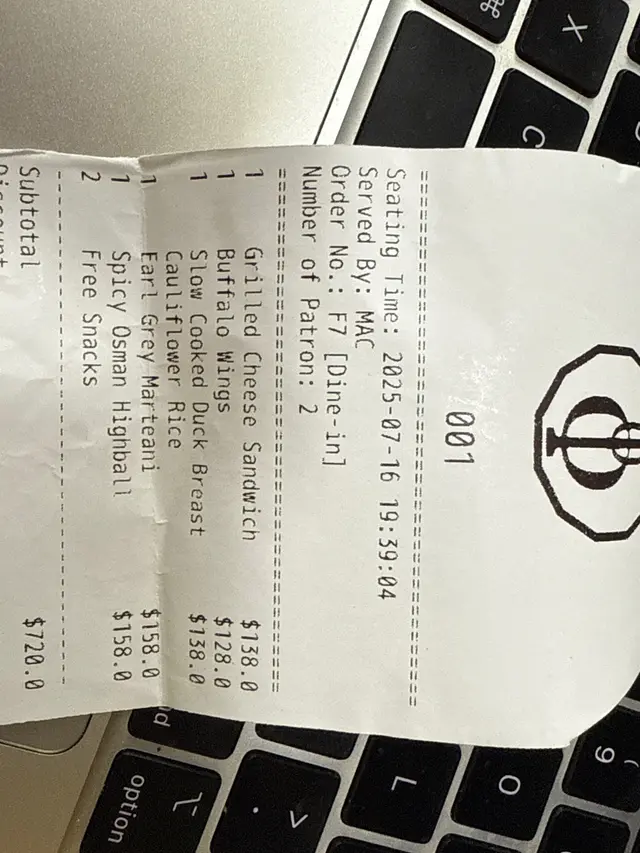 001
Seating Time: 2025-07-16 19:39:04
Served By: MAC
Order No.: F7 [Dine-in]
Number of Patron: 2
==================================================
1 Grilled Cheese Sandwich $138.0
1 Buffalo Wings $128.0
1 Slow Cooked Duck Breast $138.0
Cauliflower Rice
1 Earl Grey Marteani $158.0
1 Spicy Osman Highball $158.0
2 Free Snacks
--------------------------------------------------
Subtotal $720.0
Discount
⌘
X
C
option
L
O
9
>
.